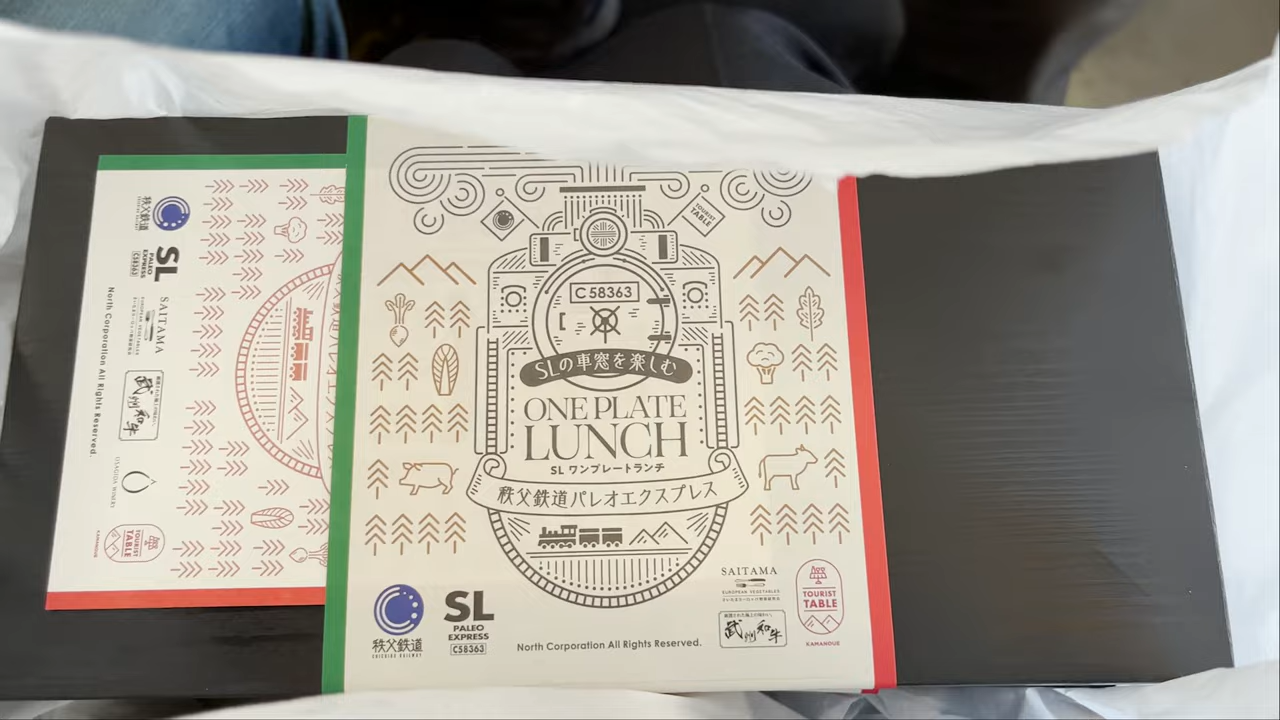 TOURIST
TABLE
C58363
SLの車窓を楽しむ
ONE PLATE
LUNCH
SL ワンプレートランチ
秩父鉄道パレオエクスプレス
秩父鉄道
CHICHIBU RAILWAY
SL
PALEO
EXPRESS
C58363
North Corporation All Rights Reserved.
SAITAMA
EUROPEAN VEGETABLES
武州和牛
TOURIST
TABLE
KAMANOUE
秩父鉄道
SL
PALEO
EXPRESS
C58363
SAITAMA
North Corporation All Rights Reserved.
武州和牛
USAGIDA WINERY
TOURIST
TABLE
KAMANOUE